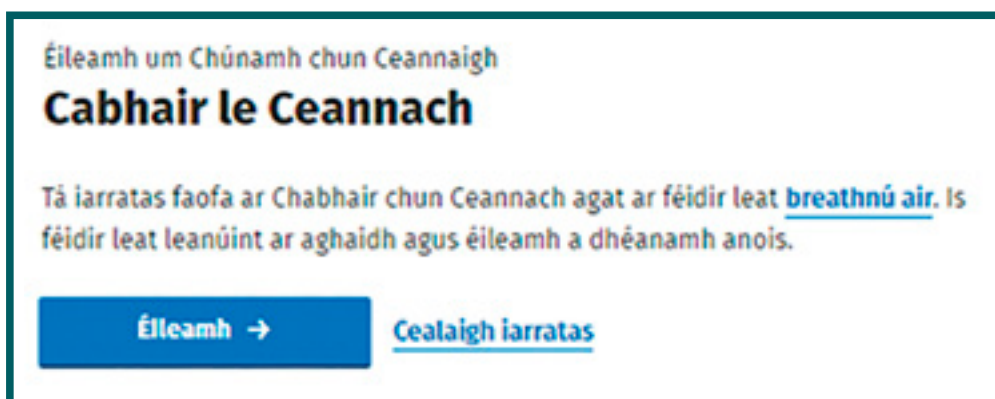 Éileamh um Chúnamh chun Ceannaigh
Cabhair le Ceannach
Tá iarratas faofa ar Chabhair chun Ceannach agat ar féidir leat breathnú air. Is
féidir leat leanúint ar aghaidh agus éileamh a dhéanamh anois.
Éileamh →
Cealaigh iarratas